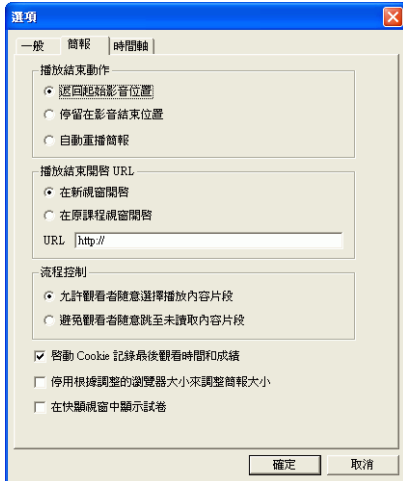 選項
一般 簡報 時間軸
播放結束動作
返回起始影音位置
停留在影音結束位置
自動重播簡報
播放結束開啓 URL
在新視窗開啓
在原課程視窗開啓
URL http://
流程控制
允許觀看者隨意選擇播放內容片段
避免觀看者隨意跳至未讀取內容片段
啓動 Cookie 記錄最後觀看時間和成績
停用根據調整的瀏覽器大小來調整簡報大小
在快顯視窗中顯示試卷
確定 取消